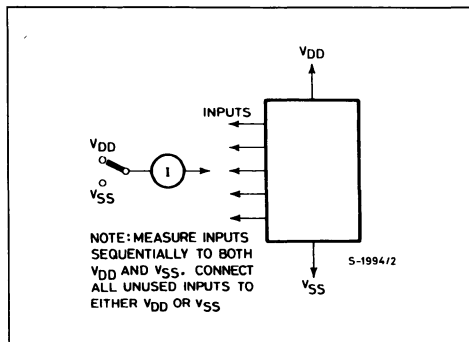 VDD
INPUTS
VDD
I
VSS
NOTE: MEASURE INPUTS
SEQUENTIALLY TO BOTH
VDD AND VSS. CONNECT
ALL UNUSED INPUTS TO
EITHER VDD OR VSS
S-1994/2
VSS